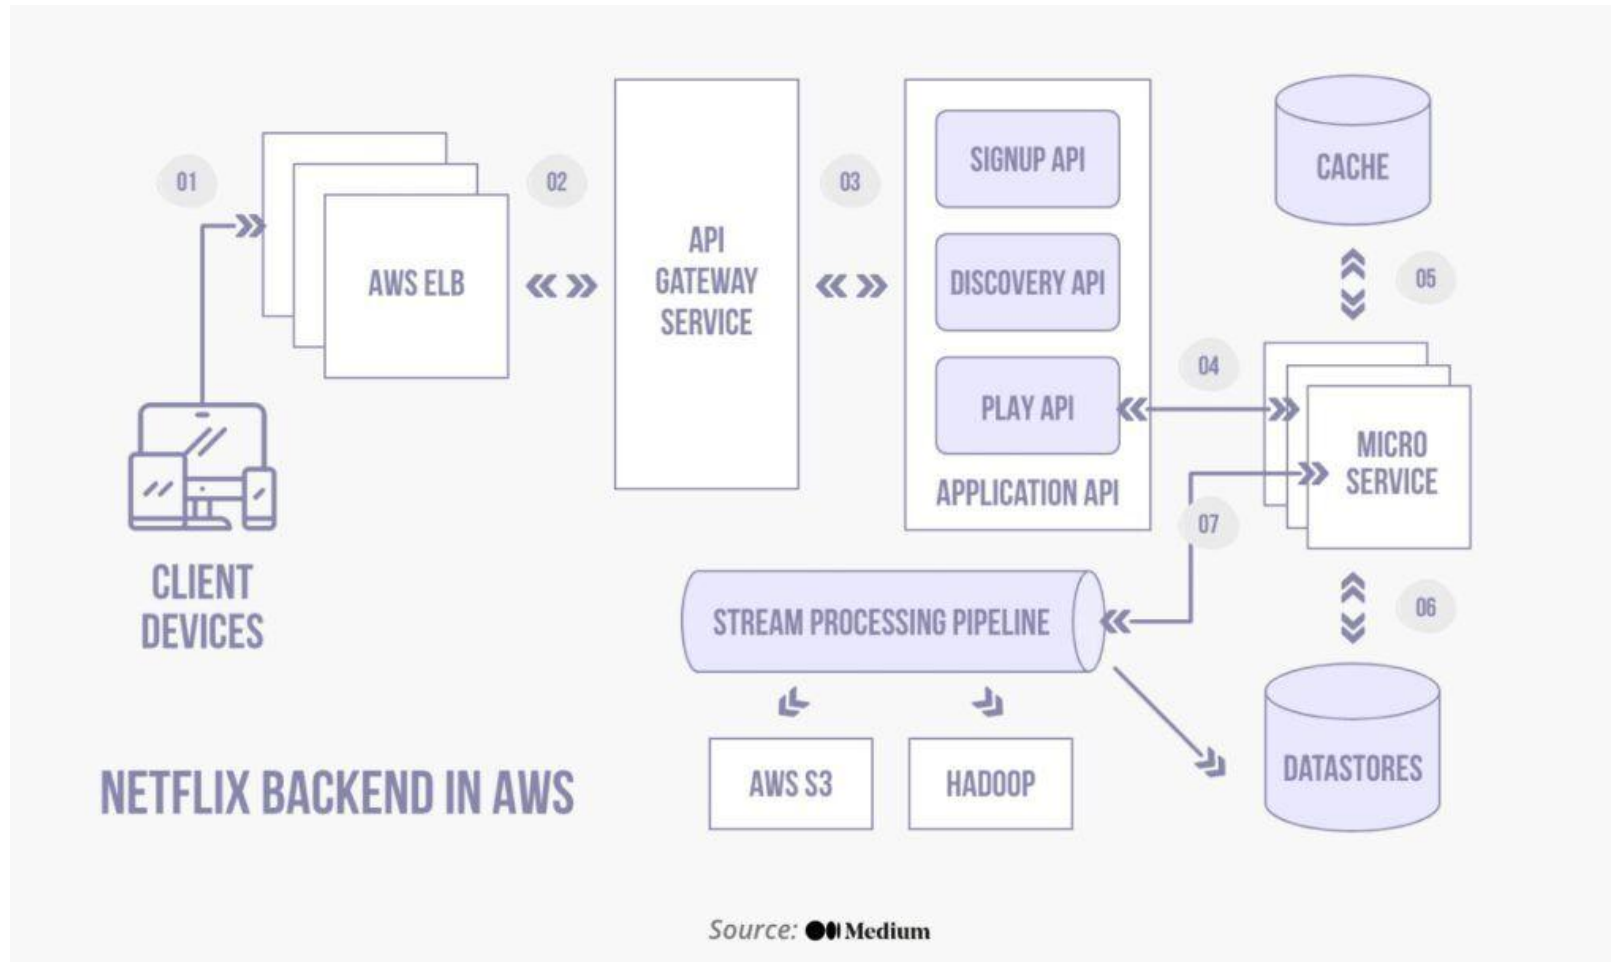 01
AWS ELB
02
API
GATEWAY
SERVICE
03
SIGNUP API
DISCOVERY API
PLAY API
APPLICATION API
CACHE
05
04
MICRO
SERVICE
07
06
CLIENT
DEVICES
STREAM PROCESSING PIPELINE
AWS S3
HADOOP
DATASTORES
NETFLIX BACKEND IN AWS
Source: Medium